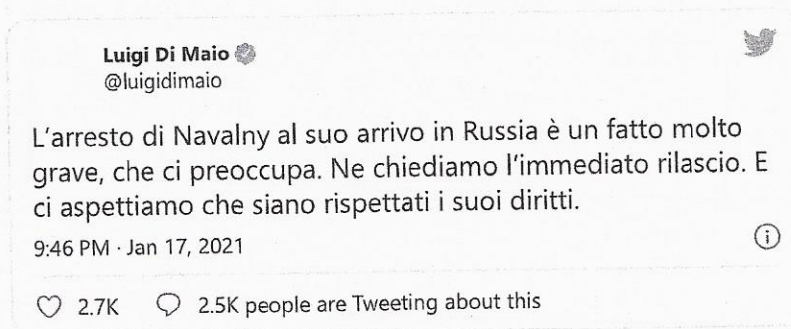 Luigi Di Maio
@luigidimaio
L'arresto di Navalny al suo arrivo in Russia è un fatto molto
grave, che ci preoccupa. Ne chiediamo l'immediato rilascio. E
ci aspettiamo che siano rispettati i suoi diritti.
9:46 PM · Jan 17, 2021
2.7K 2.5K people are Tweeting about this